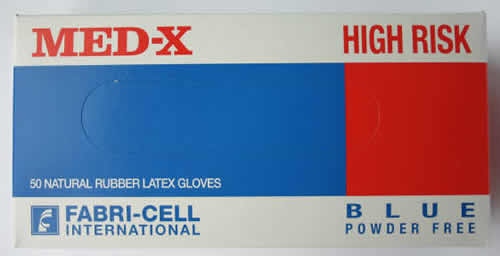 MED-X
HIGH RISK
50 NATURAL RUBBER LATEX GLOVES
FABRI-CELL
INTERNATIONAL
BLUE
POWDER FREE